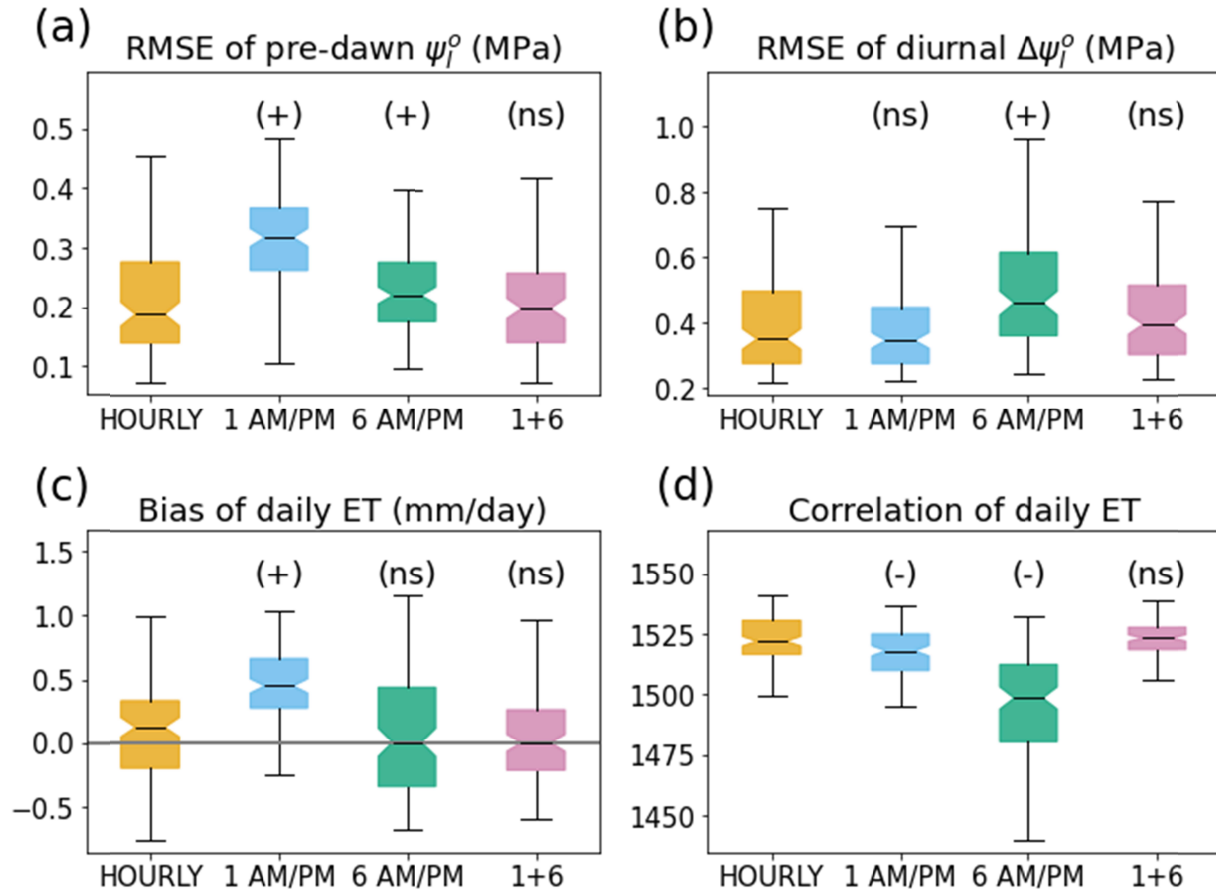 (a)
RMSE of pre-dawn ψₗᵒ (MPa)
(+) (+) (ns)
0.5
0.4
0.3
0.2
0.1
HOURLY 1 AM/PM 6 AM/PM 1+6
(b)
RMSE of diurnal Δψₗᵒ (MPa)
(ns) (+) (ns)
1.0
0.8
0.6
0.4
0.2
HOURLY 1 AM/PM 6 AM/PM 1+6
(c)
Bias of daily ET (mm/day)
(+) (ns) (ns)
1.5
1.0
0.5
0.0
−0.5
HOURLY 1 AM/PM 6 AM/PM 1+6
(d)
Correlation of daily ET
(-) (-) (ns)
1550
1525
1500
1475
1450
HOURLY 1 AM/PM 6 AM/PM 1+6